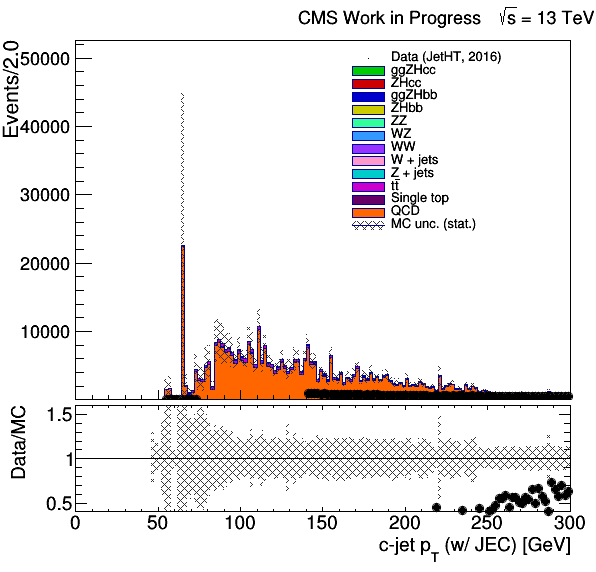 CMS Work in Progress √s = 13 TeV
Events/2.0
50000
40000
30000
20000
10000
Data (JetHT, 2016)
ggZHcc
ZHcc
ggZHbb
ZHbb
ZZ
WZ
WW
W + jets
Z + jets
tt̄
Single top
QCD
MC unc. (stat.)
Data/MC
1.5
1
0.5
0 50 100 150 200 250 300
c-jet p_T (w/ JEC) [GeV]